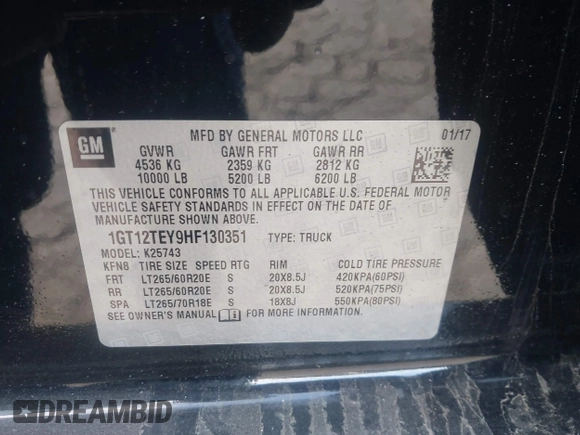 GM
MFD BY GENERAL MOTORS LLC 01/17
GVWR GAWR FRT GAWR RR
4536 KG 2359 KG 2812 KG
10000 LB 5200 LB 6200 LB
THIS VEHICLE CONFORMS TO ALL APPLICABLE U.S. FEDERAL MOTOR
VEHICLE SAFETY STANDARDS IN EFFECT ON THE DATE OF
MANUFACTURE SHOWN ABOVE.
1GT12TEY9HF130351 TYPE: TRUCK
MODEL: K25743
KFN8 TIRE SIZE SPEED RTG RIM COLD TIRE PRESSURE
FRT LT265/60R20E S 20X8.5J 420KPA(60PSI)
RR LT265/60R20E S 20X8.5J 520KPA(75PSI)
SPA LT265/70R18E S 18X8J 550KPA(80PSI)
SEE OWNER'S MANUAL FOR MORE INFORMATION
DREAMBID